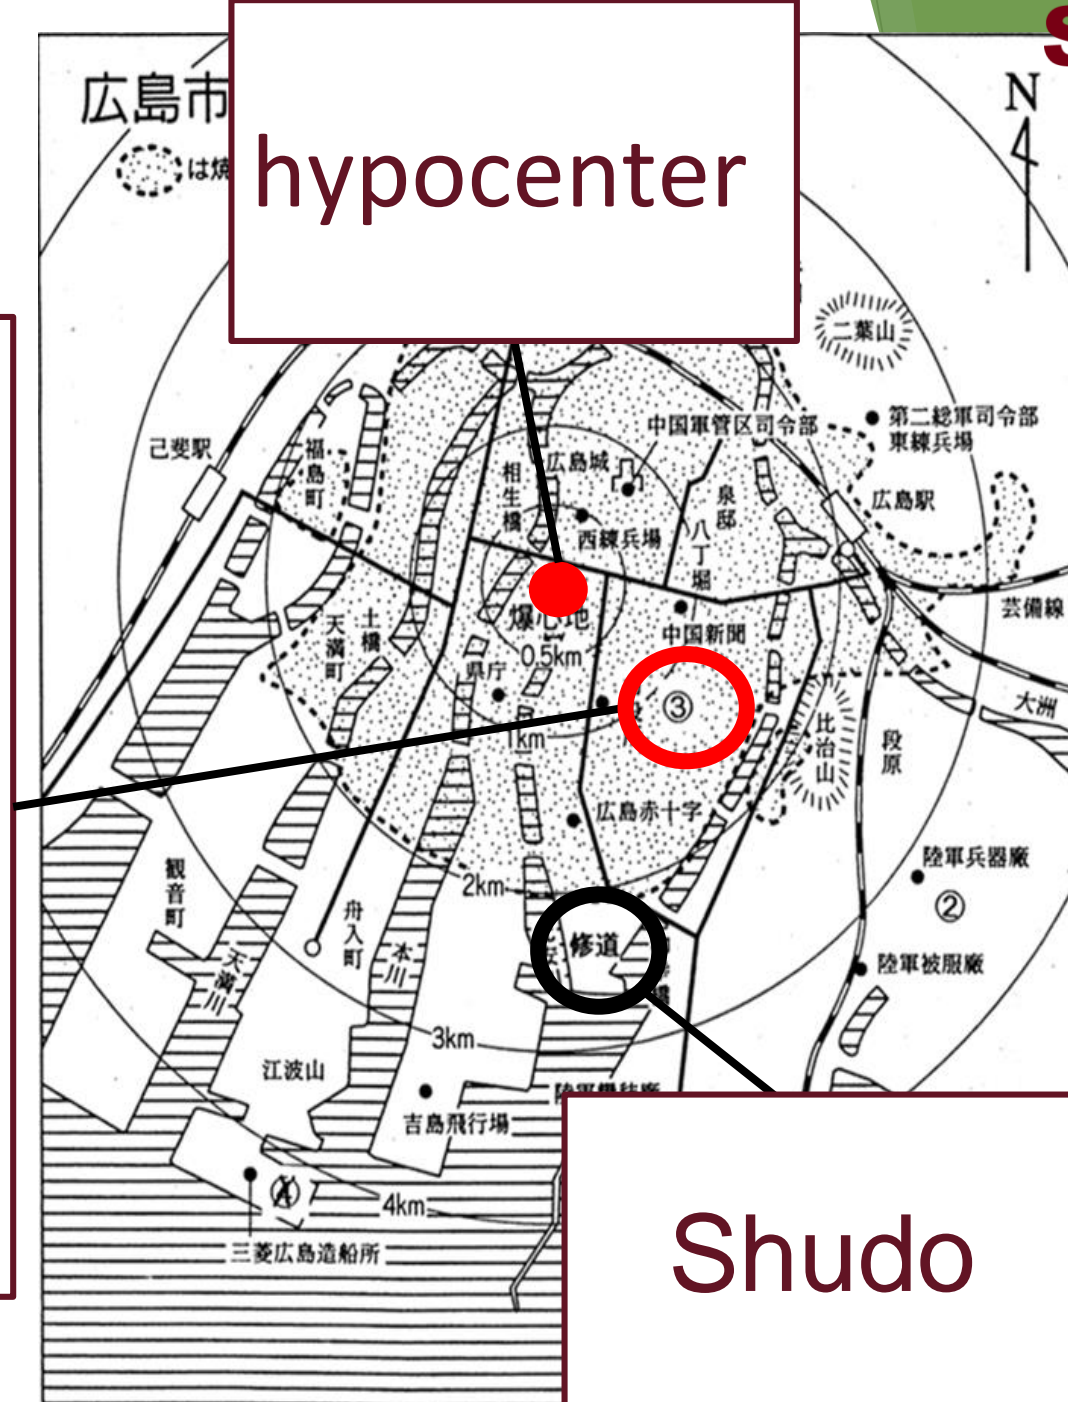 広島市
は焼
hypocenter
N
二葉山
第二総軍司令部
東練兵場
中国軍管区司令部
己斐駅
福島町
相生橋
広島城
泉邸
広島駅
西練兵場
八丁堀
芸備線
爆心地
中国新聞
土橋
天満町
0.5km
県庁
③
大洲
比治山
段原
1km
広島赤十字
陸軍兵器廠
②
2km
観音町
舟入町
修道
本川
天満川
陸軍被服廠
3km
江波山
吉島飛行場
4km
三菱広島造船所
Shudo